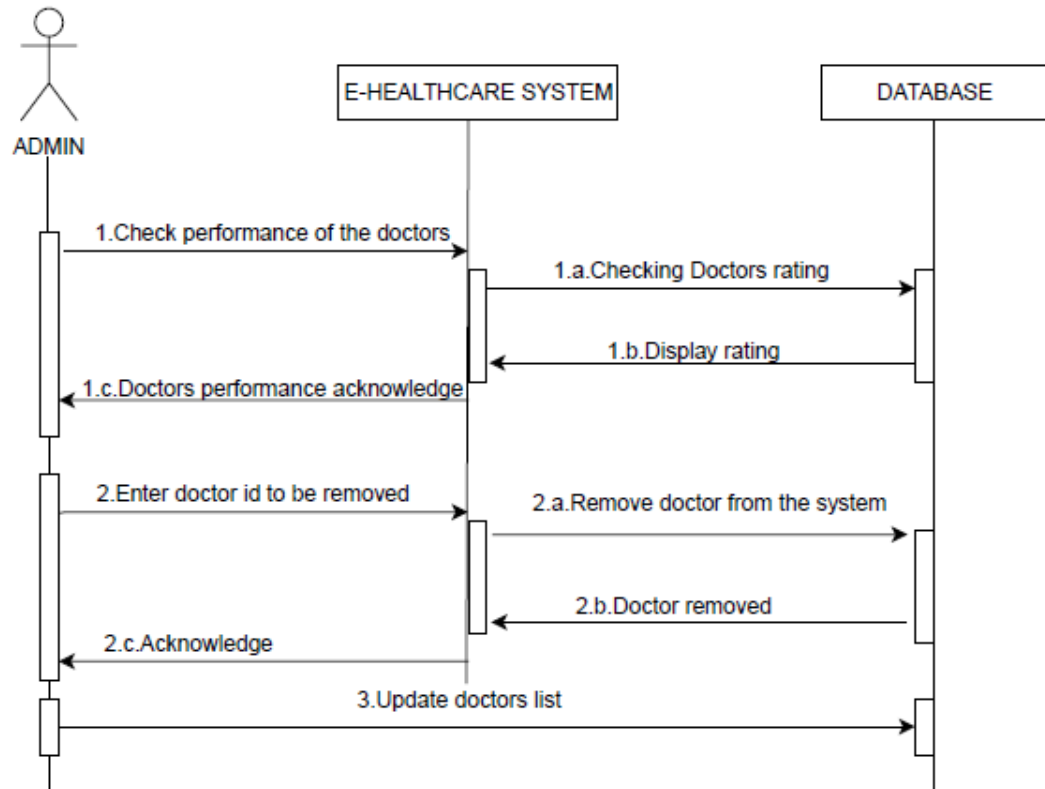 ADMIN
E-HEALTHCARE SYSTEM
DATABASE
1.Check performance of the doctors
1.a.Checking Doctors rating
1.b.Display rating
1.c.Doctors performance acknowledge
2.Enter doctor id to be removed
2.a.Remove doctor from the system
2.b.Doctor removed
2.c.Acknowledge
3.Update doctors list